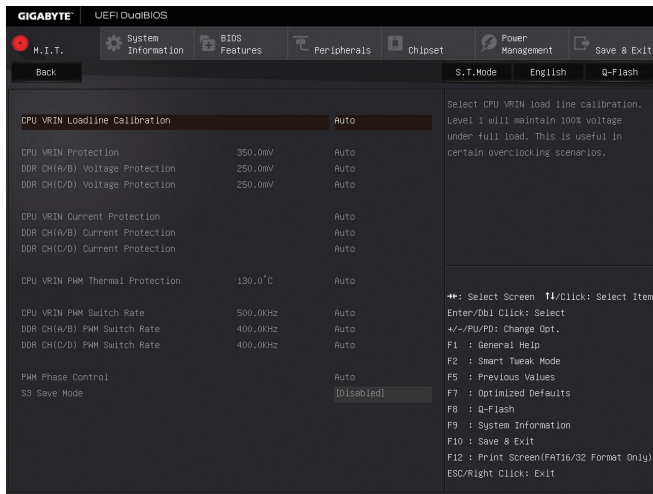 GIGABYTE™ UEFI DualBIOS
M.I.T. System Information BIOS Features Peripherals Chipset Power Management Save & Exit
Back S.T.Mode English Q-Flash
CPU VRIN Loadline Calibration Auto
CPU VRIN Protection 350.0mV Auto
DDR CH(A/B) Voltage Protection 250.0mV Auto
DDR CH(C/D) Voltage Protection 250.0mV Auto
CPU VRIN Current Protection Auto
DDR CH(A/B) Current Protection Auto
DDR CH(C/D) Current Protection Auto
CPU VRIN PWM Thermal Protection 130.0°C Auto
CPU VRIN PWM Switch Rate 500.0KHz Auto
DDR CH(A/B) PWM Switch Rate 400.0KHz Auto
DDR CH(C/D) PWM Switch Rate 400.0KHz Auto
PWM Phase Control Auto
S3 Save Mode [Disabled]
Select CPU VRIN load line calibration.
Level 1 will maintain 100% voltage
under full load. This is useful in
certain overclocking scenarios.
→←: Select Screen ↑↓/Click: Select Item
Enter/Dbl Click: Select
+/-/PU/PD: Change Opt.
F1 : General Help
F2 : Smart Tweak Mode
F5 : Previous Values
F7 : Optimized Defaults
F8 : Q-Flash
F9 : System Information
F10 : Save & Exit
F12 : Print Screen(FAT16/32 Format Only)
ESC/Right Click: Exit